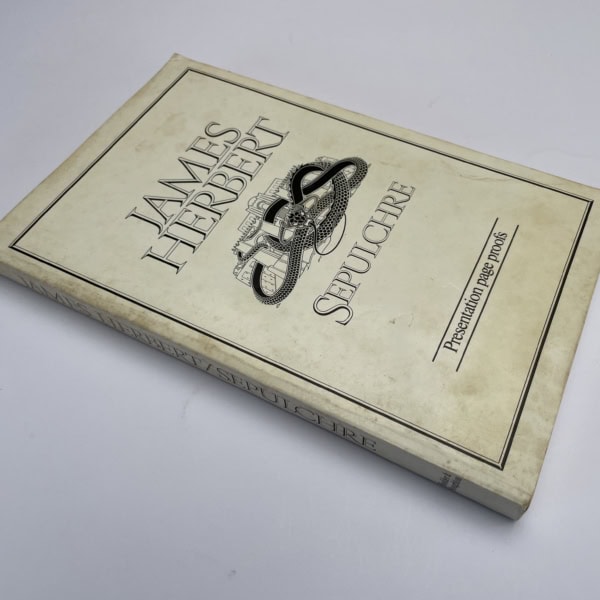 JAMES
HERBERT
SEPULCHRE
Presentation page proofs
JAMES HERBERT/SEPULCHRE